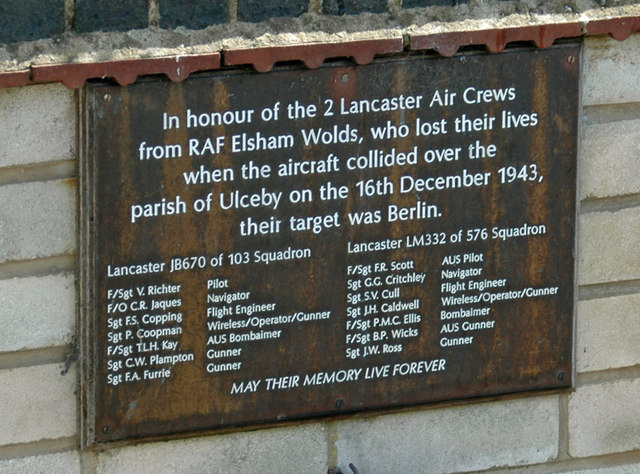 In honour of the 2 Lancaster Air Crews
from RAF Elsham Wolds, who lost their lives
when the aircraft collided over the
parish of Ulceby on the 16th December 1943,
their target was Berlin.
Lancaster JB670 of 103 Squadron
F/Sgt V. Richter Pilot
F/O C.R. Jaques Navigator
Sgt F.S. Copping Flight Engineer
Sgt P. Coopman Wireless/Operator/Gunner
F/Sgt T.L.H. Kay AUS Bombaimer
Sgt C.W. Plampton Gunner
Sgt F.A. Furrie Gunner
Lancaster LM332 of 576 Squadron
F/Sgt F.R. Scott AUS Pilot
Sgt G.G. Critchley Navigator
Sgt S.V. Cull Flight Engineer
Sgt J.H. Caldwell Wireless/Operator/Gunner
F/Sgt P.M.C. Ellis Bombaimer
F/Sgt B.P. Wicks AUS Gunner
Sgt J.W. Ross Gunner
MAY THEIR MEMORY LIVE FOREVER